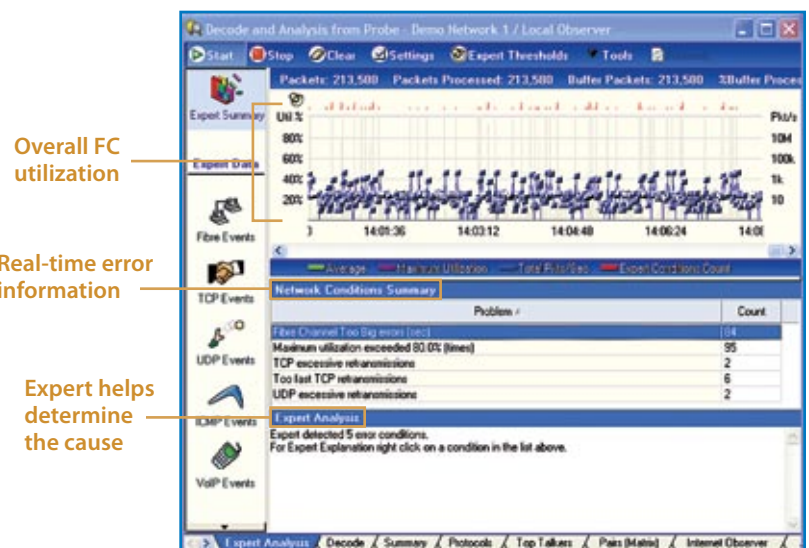 Decode and Analysis from Probe - Demo Network 1 / Local Observer
Start Stop Clear Settings Expert Thresholds Tools
Packets: 213,500 Packets Processed: 213,500 Buffer Packets: 213,500 %Buffer Proces
Expert Summary
Expert Data
Fibre Events
TCP Events
UDP Events
ICMP Events
VoIP Events
Overall FC
utilization
Real-time error
information
Expert helps
determine
the cause
Util % Pkt/s
80% 10M
60% 100k
40% 1k
20% 10
14:01:36 14:03:12 14:04:48 14:06:24 14:0
Average Maximum Utilization Total Pkts/Sec Expert Conditions Count
Network Conditions Summary
Problem Count
Fibre Channel Too Big errors (sec) 84
Maximum utilization exceeded 80.0% (times) 95
TCP excessive retransmissions 2
Too fast TCP retransmissions 6
UDP excessive retransmissions 2
Expert Analysis
Expert detected 5 error conditions.
For Expert Explanation right click on a condition in the list above.
Expert Analysis Decode Summary Protocols Top Talkers Pairs (Matrix) Internet Observer